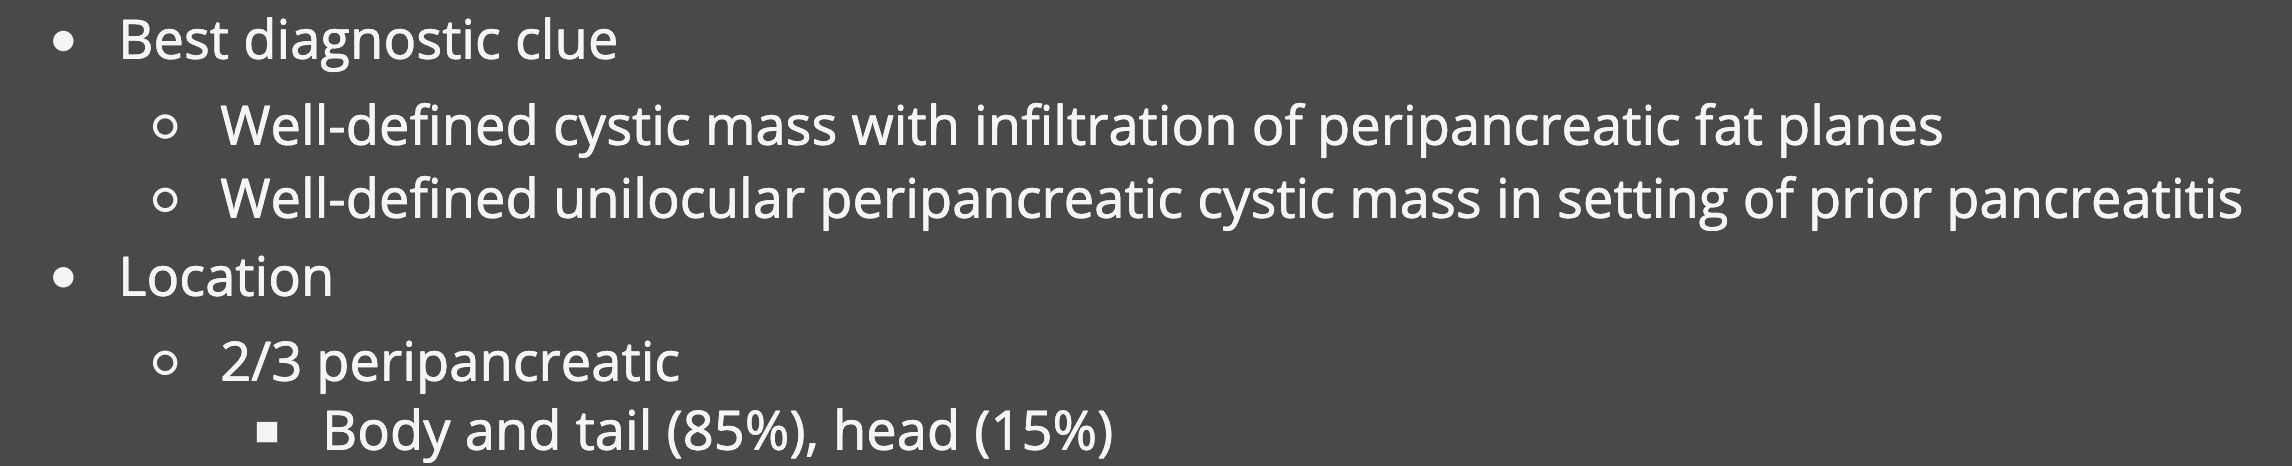 • Best diagnostic clue
○ Well-defined cystic mass with infiltration of peripancreatic fat planes
○ Well-defined unilocular peripancreatic cystic mass in setting of prior pancreatitis
• Location
○ 2/3 peripancreatic
■ Body and tail (85%), head (15%)